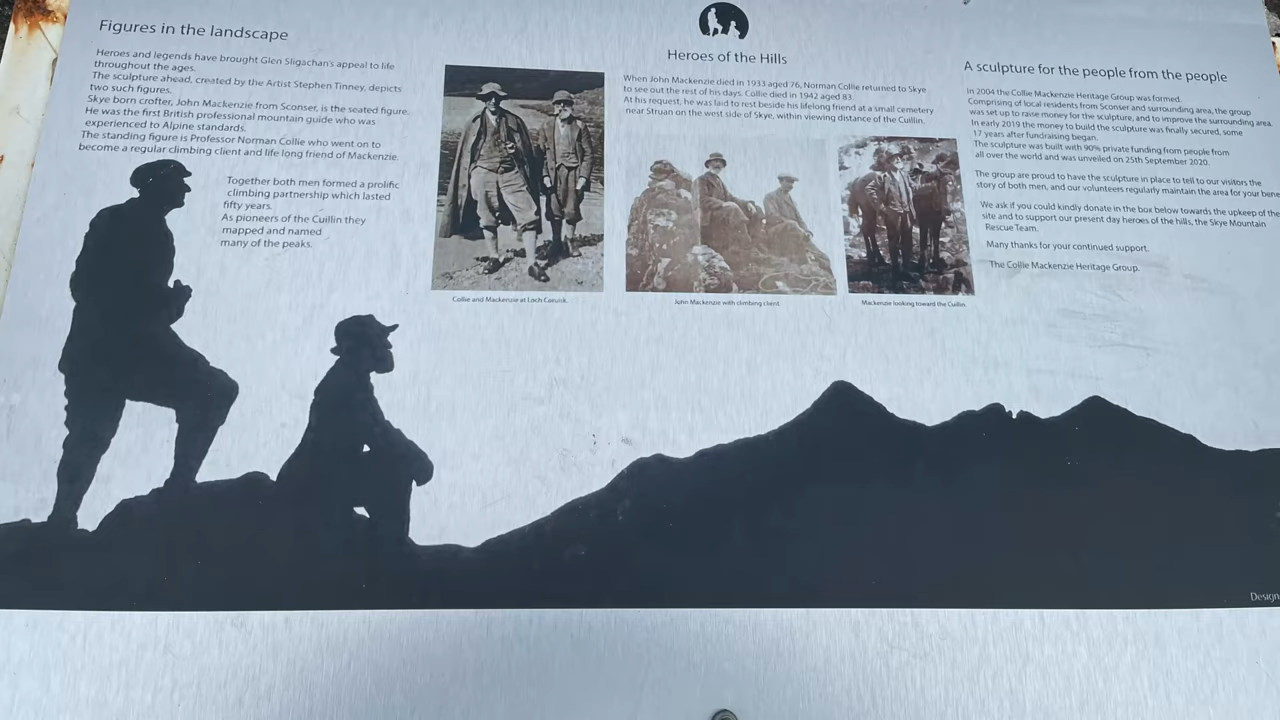 Figures in the landscape
Heroes and legends have brought Glen Sligachan's appeal to life
throughout the ages.
The sculpture ahead, created by the Artist Stephen Tinney, depicts
two such figures.
Skye born crofter, John Mackenzie from Sconser, is the seated figure.
He was the first British professional mountain guide who was
experienced to Alpine standards.
The standing figure is Professor Norman Collie who went on to
become a regular climbing client and life long friend of Mackenzie.
Together both men formed a prolific
climbing partnership which lasted
fifty years.
As pioneers of the Cuillin they
mapped and named
many of the peaks.
Collie and Mackenzie at Loch Coruisk.
Heroes of the Hills
When John Mackenzie died in 1933 aged 76, Norman Collie returned to Skye
to see out the rest of his days. Collie died in 1942 aged 83.
At his request, he was laid to rest beside his lifelong friend at a small cemetery
near Struan on the west side of Skye, within viewing distance of the Cuillin.
John Mackenzie with climbing client.
Mackenzie looking toward the Cuillin.
A sculpture for the people from the people
In 2004 the Collie Mackenzie Heritage Group was formed.
Comprising of local residents from Sconser and surrounding area, the group
was set up to raise money for the sculpture, and to improve the surrounding area.
In early 2019 the money to build the sculpture was finally secured, some
17 years after fundraising began.
The sculpture was built with 90% private funding from people from
all over the world and was unveiled on 25th September 2020.
The group are proud to have the sculpture in place to tell to our visitors the
story of both men, and our volunteers regularly maintain the area for your bene
We ask if you could kindly donate in the box below towards the upkeep of the
site and to support our present day heroes of the hills, the Skye Mountain
Rescue Team.
Many thanks for your continued support.
The Collie Mackenzie Heritage Group.
Design